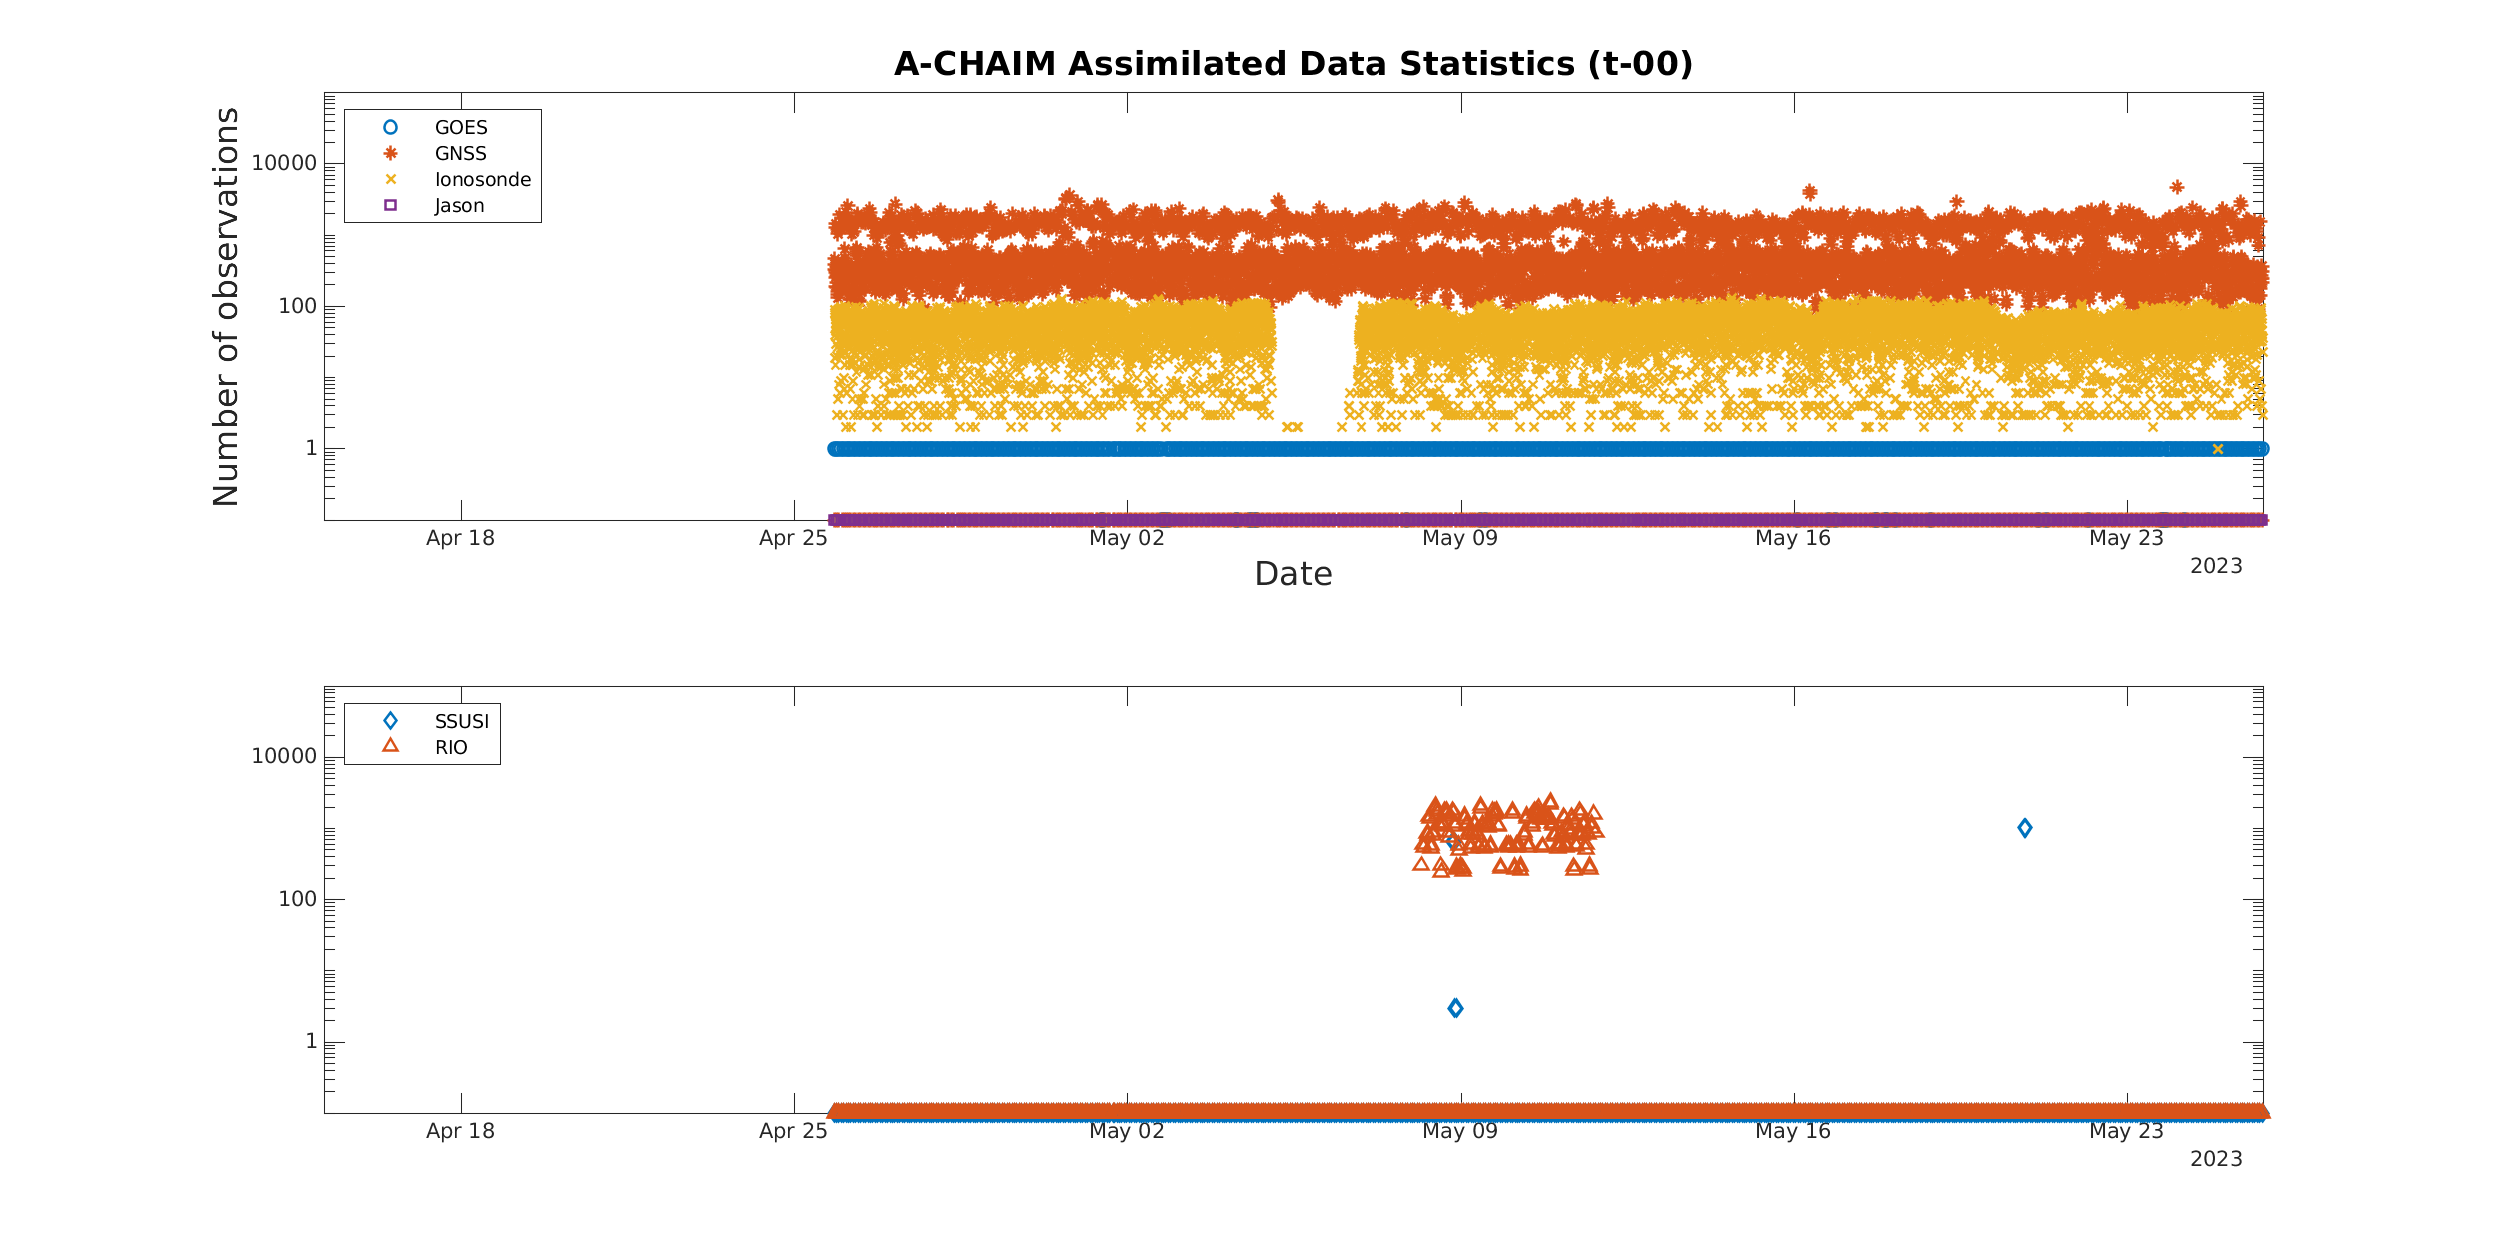 A-CHAIM Assimilated Data Statistics (t-00)
Number of observations
10000
100
1
GOES
GNSS
Ionosonde
Jason
Apr 18
Apr 25
May 02
May 09
May 16
May 23
2023
Date
10000
100
1
SSUSI
RIO
Apr 18
Apr 25
May 02
May 09
May 16
May 23
2023